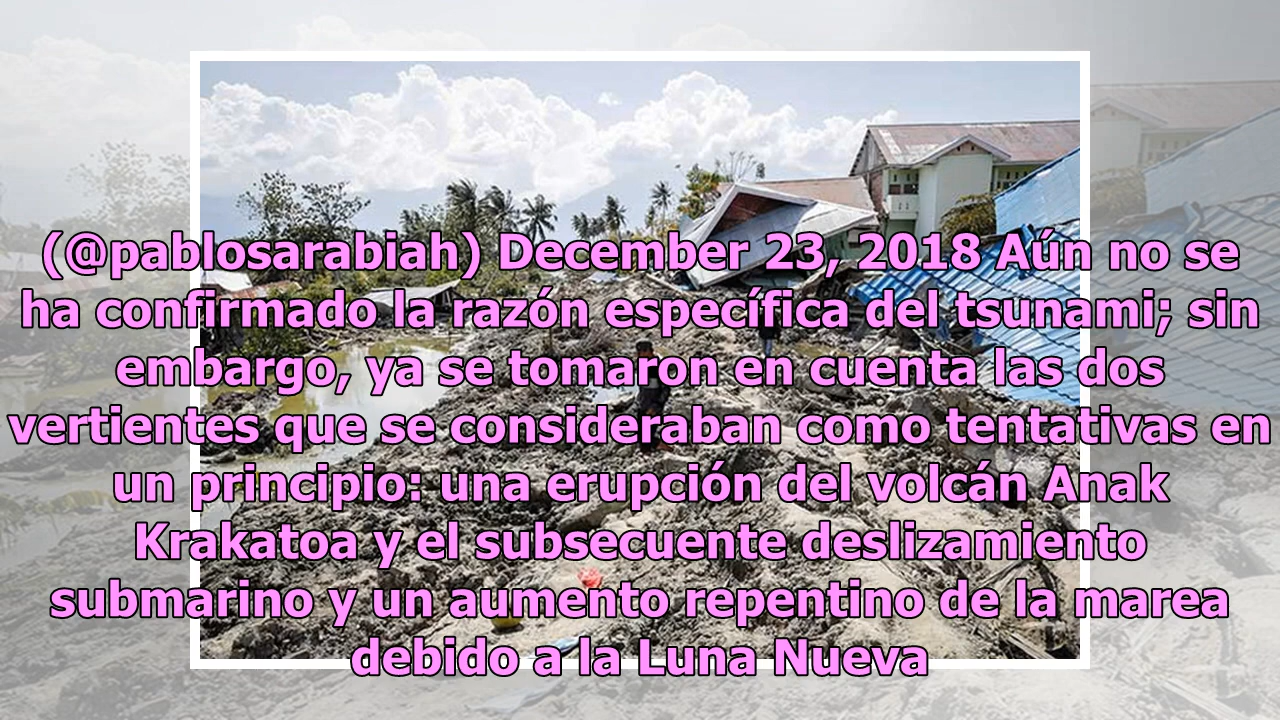 (@pablosarabiah) December 23, 2018 Aún no se
ha confirmado la razón específica del tsunami; sin
embargo, ya se tomaron en cuenta las dos
vertientes que se consideraban como tentativas en
un principio: una erupción del volcán Anak
Krakatoa y el subsecuente deslizamiento
submarino y un aumento repentino de la marea
debido a la Luna Nueva